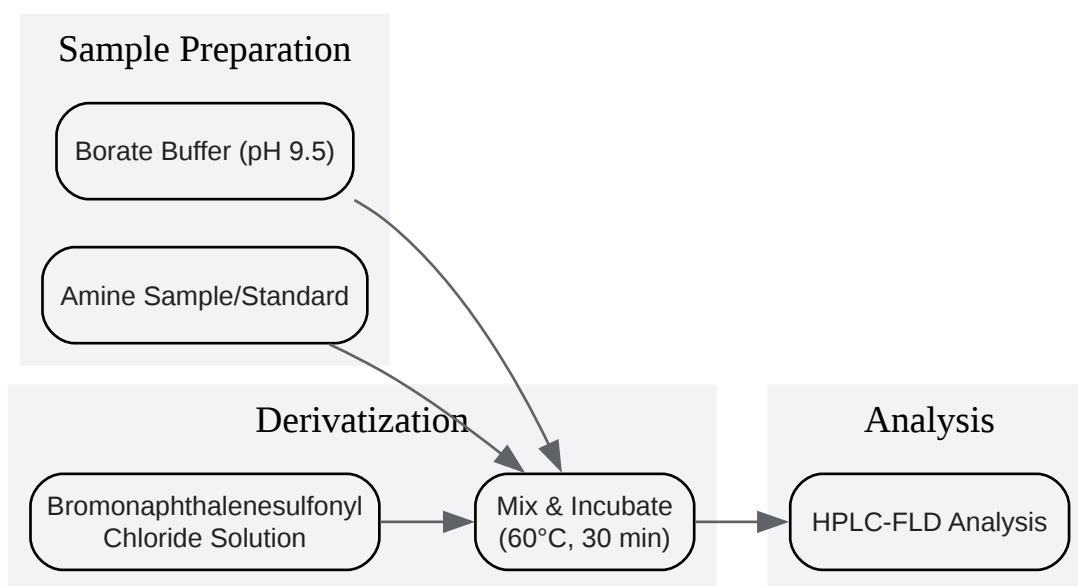 Sample Preparation
Borate Buffer (pH 9.5)
Amine Sample/Standard
Derivatization
Bromonaphthalenesulfonyl
Chloride Solution
Mix & Incubate
(60°C, 30 min)
Analysis
HPLC-FLD Analysis